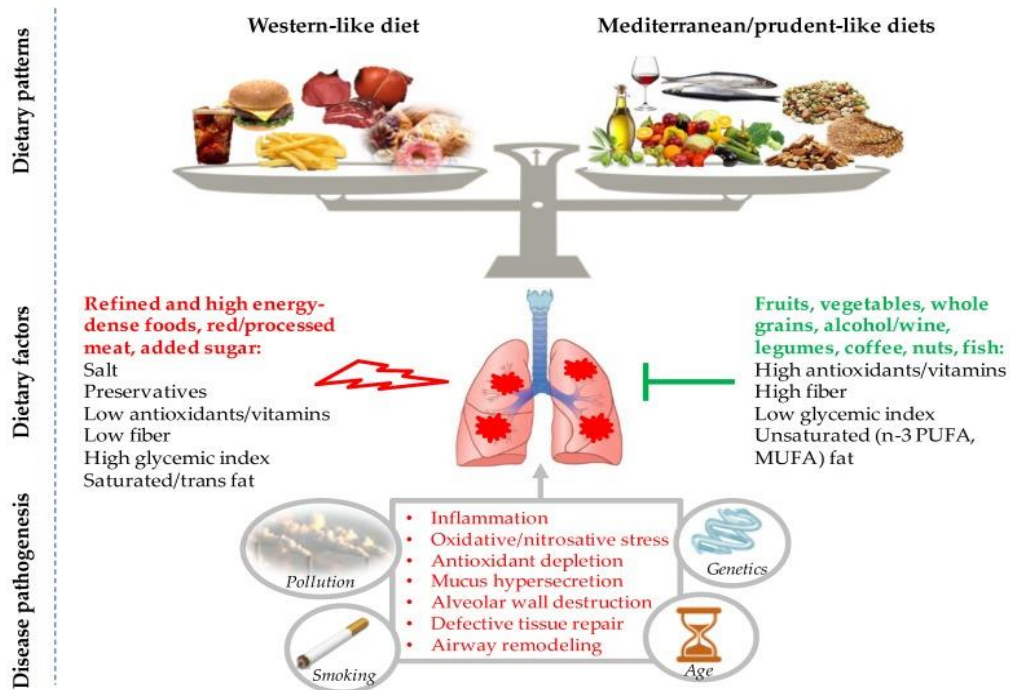 Dietary patterns
Western-like diet
Mediterranean/prudent-like diets
Dietary factors
Refined and high energy-
dense foods, red/processed
meat, added sugar:
Salt
Preservatives
Low antioxidants/vitamins
Low fiber
High glycemic index
Saturated/trans fat
Fruits, vegetables, whole
grains, alcohol/wine,
legumes, coffee, nuts, fish:
High antioxidants/vitamins
High fiber
Low glycemic index
Unsaturated (n-3 PUFA,
MUFA) fat
Disease pathogenesis
Pollution
Smoking
• Inflammation
• Oxidative/nitrosative stress
• Antioxidant depletion
• Mucus hypersecretion
• Alveolar wall destruction
• Defective tissue repair
• Airway remodeling
Genetics
Age